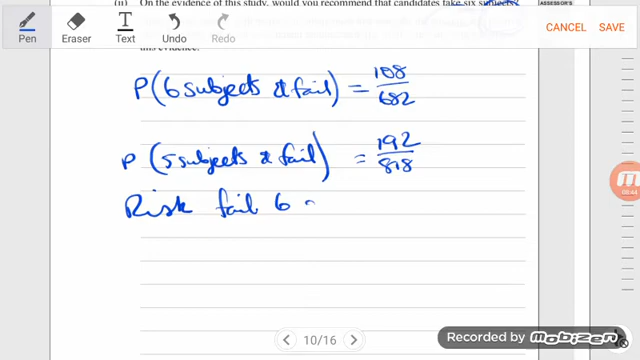 (ii) On the evidence of this study, would you recommend that candidates take six subjects?
ASSESSOR'S
CANCEL
SAVE
Pen
Eraser
Text
Undo
Redo
this evidence.
P(6 subjects & fail) = 108/682
P(5 subjects & fail) = 192/818
Risk fail 6
08:44
10/16
Recorded by Mobizen